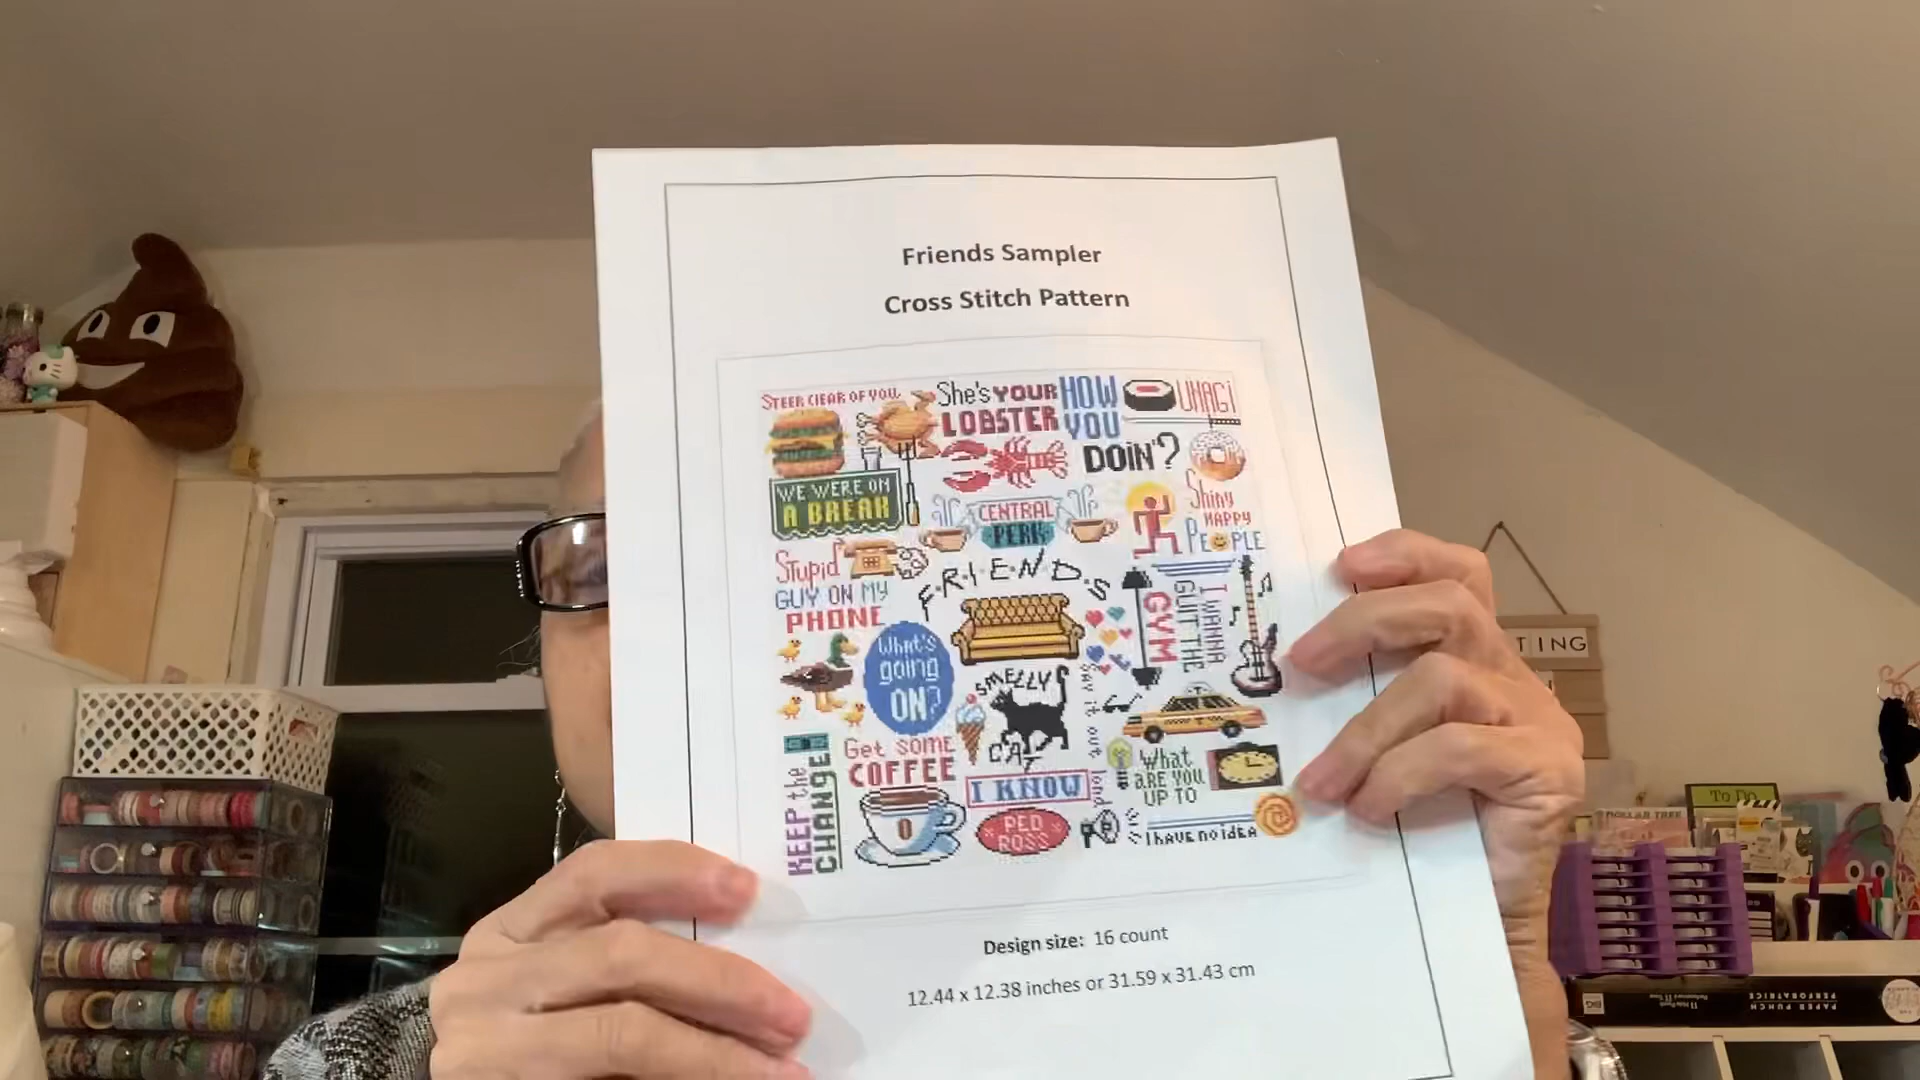 Friends Sampler
Cross Stitch Pattern
STEER CLEAR OF YOU
She's YOUR
LOBSTER
HOW
YOU
DOIN'?
UNAGI
WE WERE ON
A BREAK
CENTRAL
PERK
Shiny
HAPPY
PEOPLE
Stupid
GUY ON MY
PHONE
F·R·I·E·N·D·S
I WANNA
QUIT THE
GYM
What's
going
ON?
SMELLY
CAT
Say it out loud
KEEP the
CHANGE
Get SOME
COFFEE
I KNOW
RED
ROSS
What
ARE YOU
UP TO
I HAVE NO IDEA
Design size: 16 count
12.44 x 12.38 inches or 31.59 x 31.43 cm
TING
To Do
DOLLAR TREE
PAPER PUNCH
PERFORATRICE